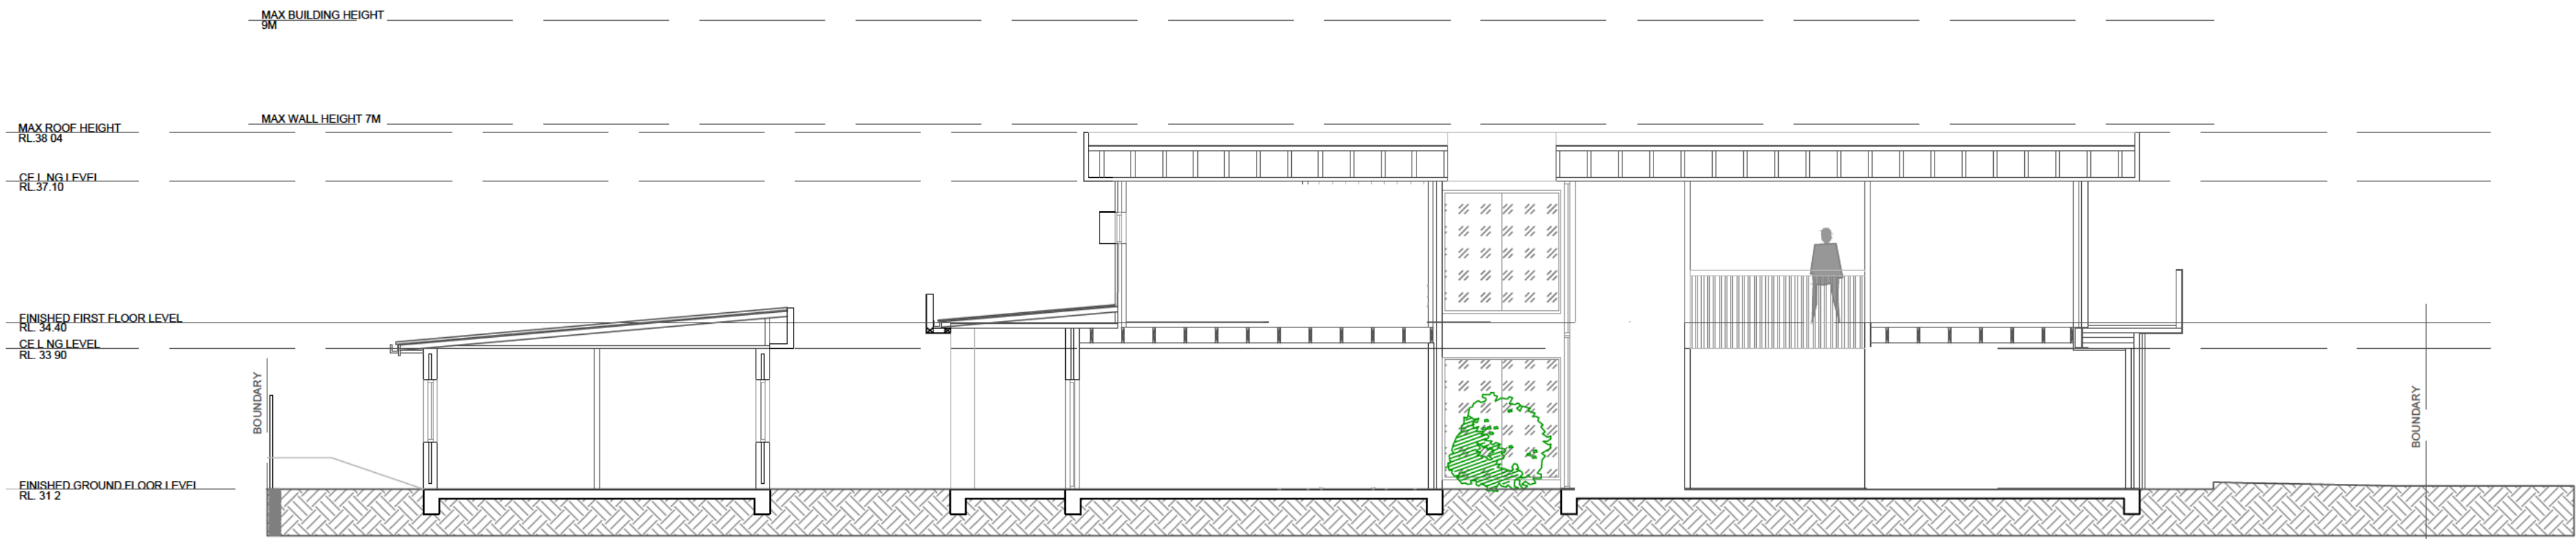 MAX BUILDING HEIGHT
9M
MAX WALL HEIGHT 7M
MAX ROOF HEIGHT
RL.38 04
CE L NG LEVEL
RL.37.10
FINISHED FIRST FLOOR LEVEL
RL. 34.40
CE L NG LEVEL
RL. 33 90
BOUNDARY
BOUNDARY
FINISHED GROUND FLOOR LEVEL
RL. 31 2